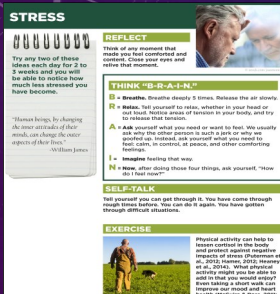 STRESS
Try any two of these
ideas each day for 2 to
3 weeks and you will
be able to notice how
much less stressed you
have become.
"Human beings, by changing
the inner attitudes of their
minds, can change the outer
aspects of their lives."
-William James
REFLECT
Think of any moment that
made you feel comforted and
content. Close your eyes and
relive that moment.
THINK "B-R-A-I-N."
B = Breathe. Breathe deeply 5 times. Release the air slowly.
R = Relax. Tell yourself to relax, whether in your head or
out loud. Notice areas of tension in your body, and try
to release that tension.
A = Ask yourself what you need or want to feel. We usually
ask why the other person is such a jerk or why we
goofed up. Instead, ask yourself what you need to
feel: calm, in control, at peace, and other comforting
feelings.
I = Imagine feeling that way.
N = Now, after doing those four things, ask yourself, "How
do I feel now?"
SELF-TALK
Tell yourself you can get through it. You have come through
rough times before. You can do it again. You have gotten
through difficult situations.
EXERCISE
Physical activity can help to
lessen cortisol in the body
and protect against negative
impacts of stress (Puterman et
al., 2012; Hamer, 2012; Heaney
et al., 2014). What physical
activity might you be able to
add in that you would enjoy?
Even taking a short walk can
improve our mood and heart